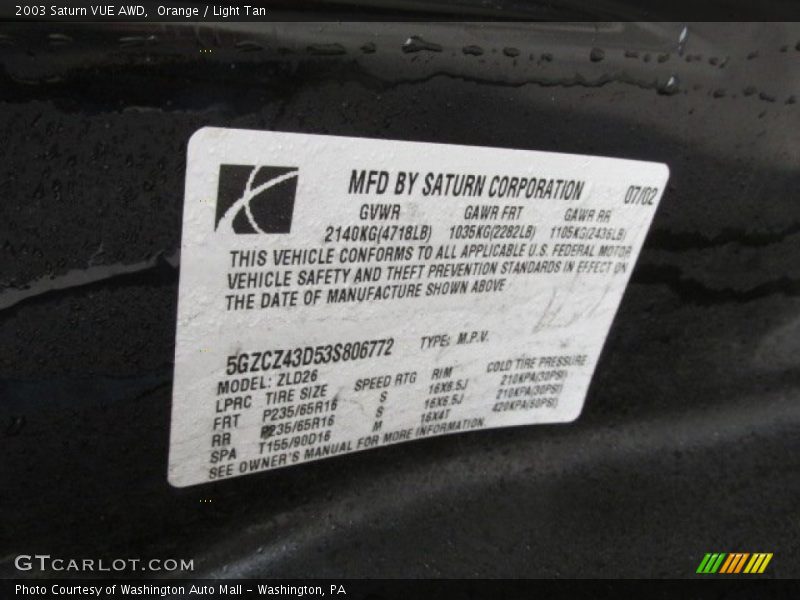 2003 Saturn VUE AWD,  Orange / Light Tan
MFD BY SATURN CORPORATION 07/02
GVWR GAWR FRT GAWR RR
2140KG(4718LB) 1035KG(2282LB) 1105KG(2436LB)
THIS VEHICLE CONFORMS TO ALL APPLICABLE U.S. FEDERAL MOTOR
VEHICLE SAFETY AND THEFT PREVENTION STANDARDS IN EFFECT ON
THE DATE OF MANUFACTURE SHOWN ABOVE
5GZCZ43D53S806772 TYPE: M.P.V.
MODEL: ZLD26
LPRC TIRE SIZE SPEED RTG RIM COLD TIRE PRESSURE
FRT P235/65R16 S 16X6.5J 210KPA(30PSI)
RR P235/65R16 S 16X6.5J 210KPA(30PSI)
SPA T155/90D16 M 16X4T 420KPA(60PSI)
SEE OWNER'S MANUAL FOR MORE INFORMATION
GTCARLOT.COM
Photo Courtesy of Washington Auto Mall - Washington, PA